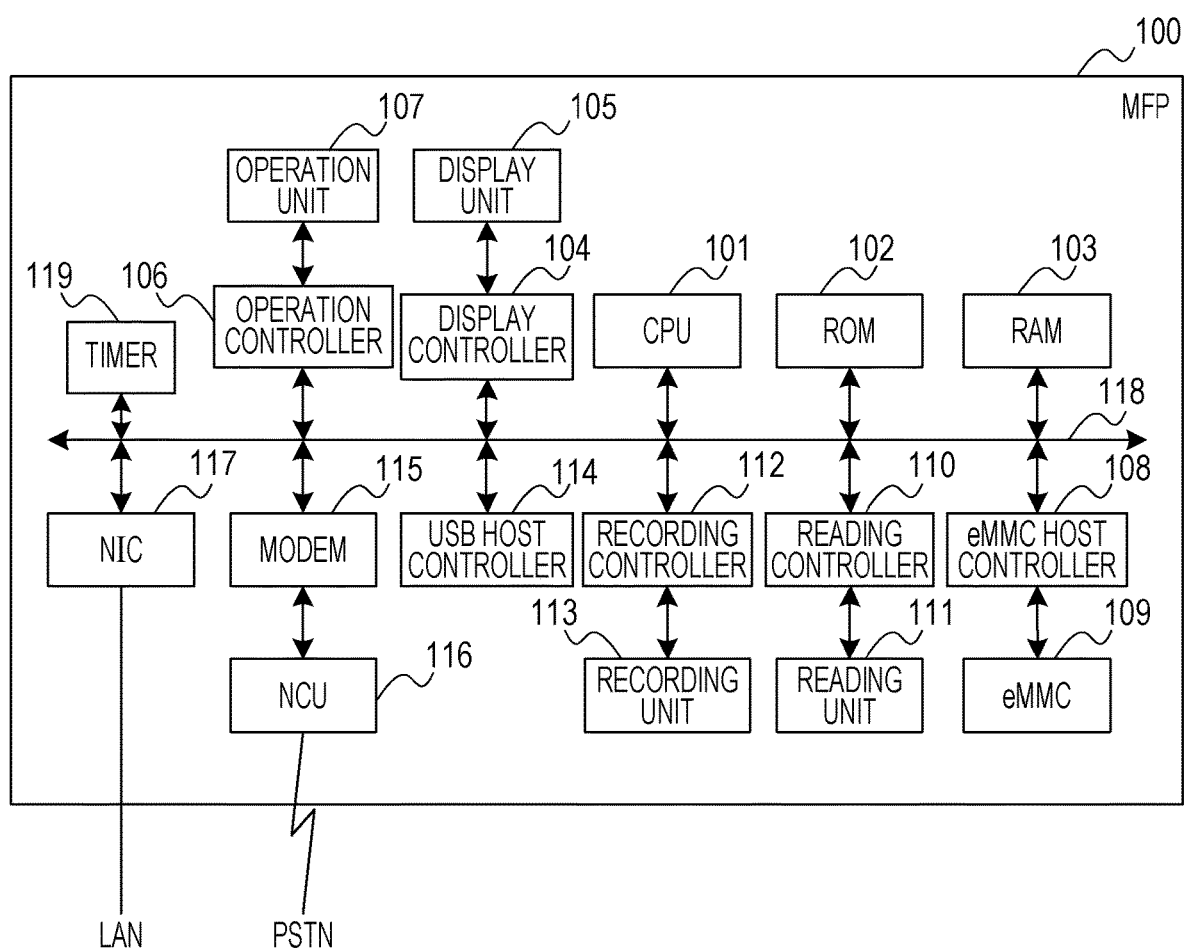 100
MFP
107
105
OPERATION
UNIT
DISPLAY
UNIT
119
106
104
101
102
103
TIMER
OPERATION
CONTROLLER
DISPLAY
CONTROLLER
CPU
ROM
RAM
118
117
115
114
112
110
108
NIC
MODEM
USB HOST
CONTROLLER
RECORDING
CONTROLLER
READING
CONTROLLER
eMMC HOST
CONTROLLER
116
113
111
109
NCU
RECORDING
UNIT
READING
UNIT
eMMC
LAN
PSTN